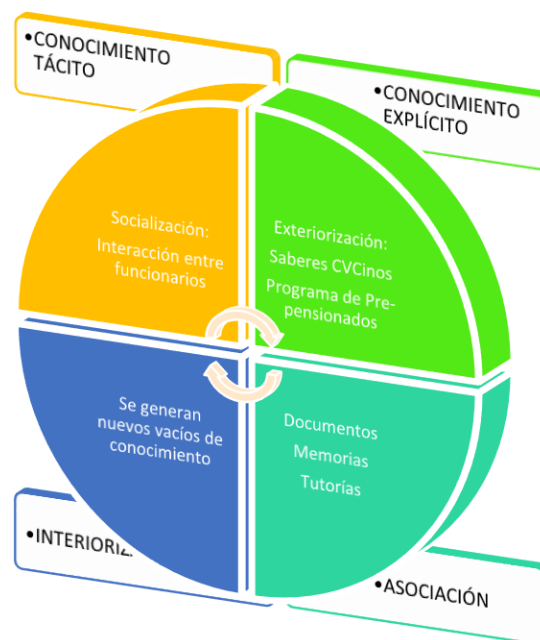 •CONOCIMIENTO
TÁCITO
•CONOCIMIENTO
EXPLÍCITO
Socialización:
Interacción entre
funcionarios
Exteriorización:
Saberes CVCinos
Programa de Pre-
pensionados
Se generan
nuevos vacíos de
conocimiento
Documentos
Memorias
Tutorías
•ASOCIACIÓN